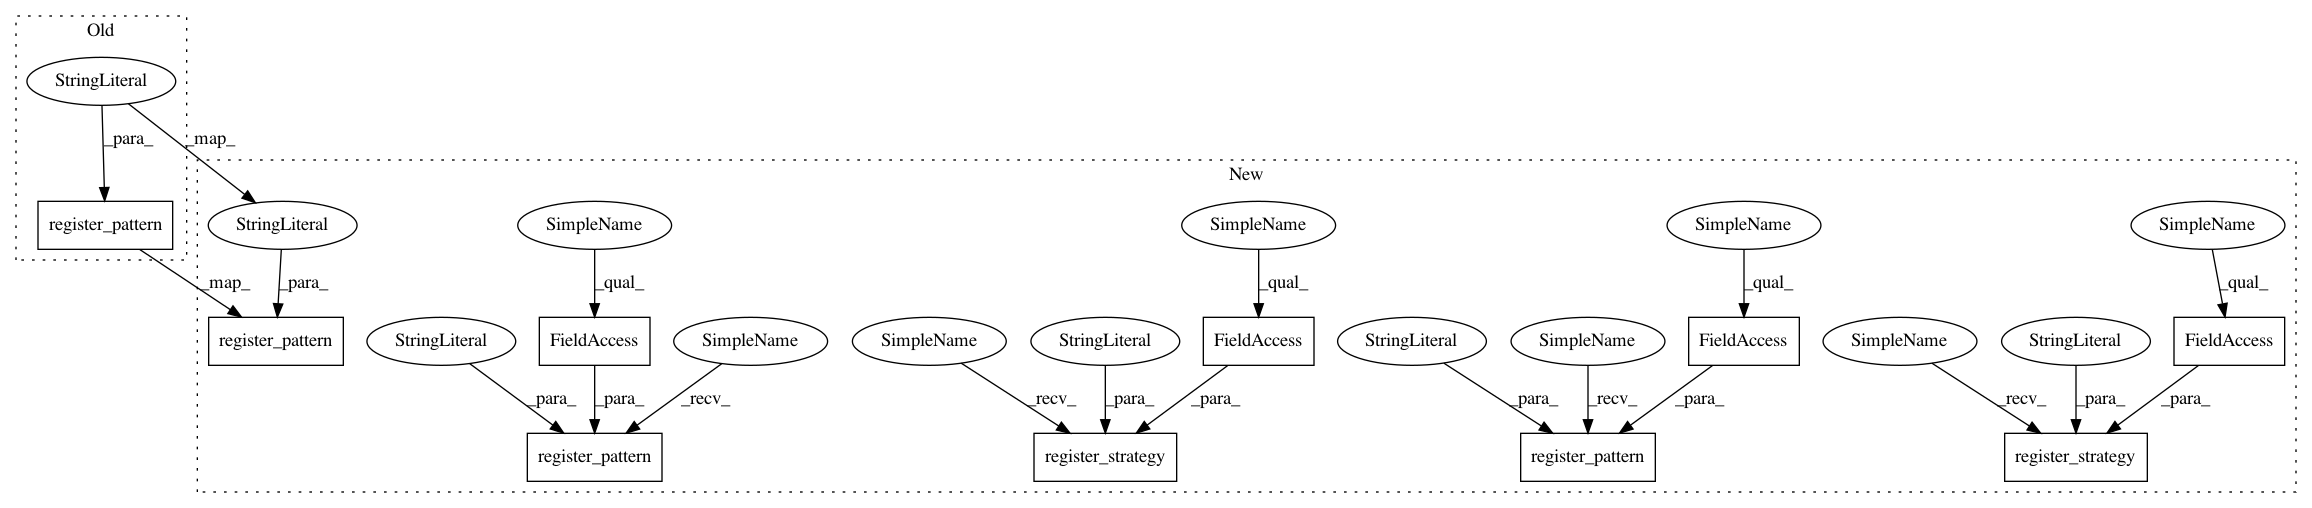 Old
StringLiteral
_para_
_map_
New
register_pattern
StringLiteral
SimpleName
SimpleName
SimpleName
SimpleName
_map_
_para_
_qual_
_qual_
_qual_
_qual_
register_pattern
StringLiteral
FieldAccess
SimpleName
SimpleName
StringLiteral
FieldAccess
StringLiteral
SimpleName
FieldAccess
SimpleName
StringLiteral
FieldAccess
_para_
_para_
_recv_
_recv_
_para_
_para_
_para_
_recv_
_para_
_recv_
_para_
_para_
register_pattern
register_strategy
register_pattern
register_strategy